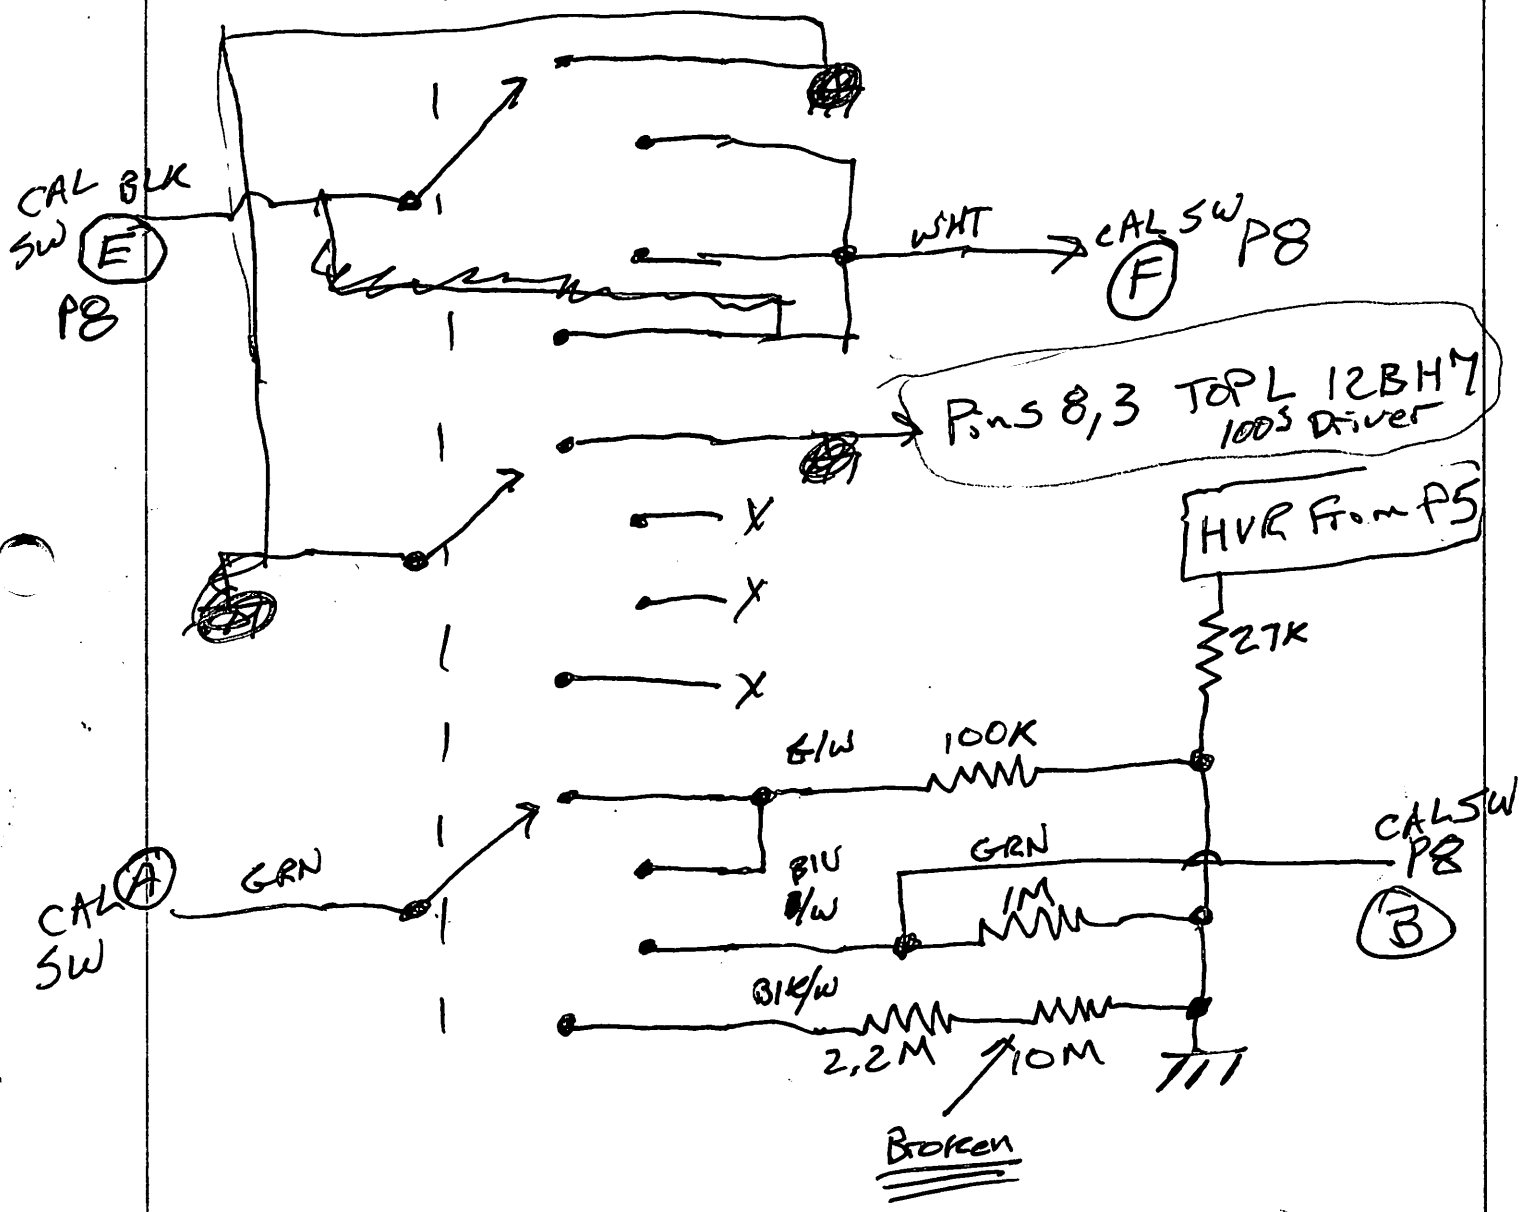 CAL BLK
SW E
P8
WHT
CAL SW P8
F
Pins 8,3 TOP L 12BH7
100s Driver
X
X
X
HVR From P5
27K
G/W
100K
CAL A
SW
GRN
GRN
CAL SW
P8
B
1M
/W
Blk/W
2.2M
10M
Broken